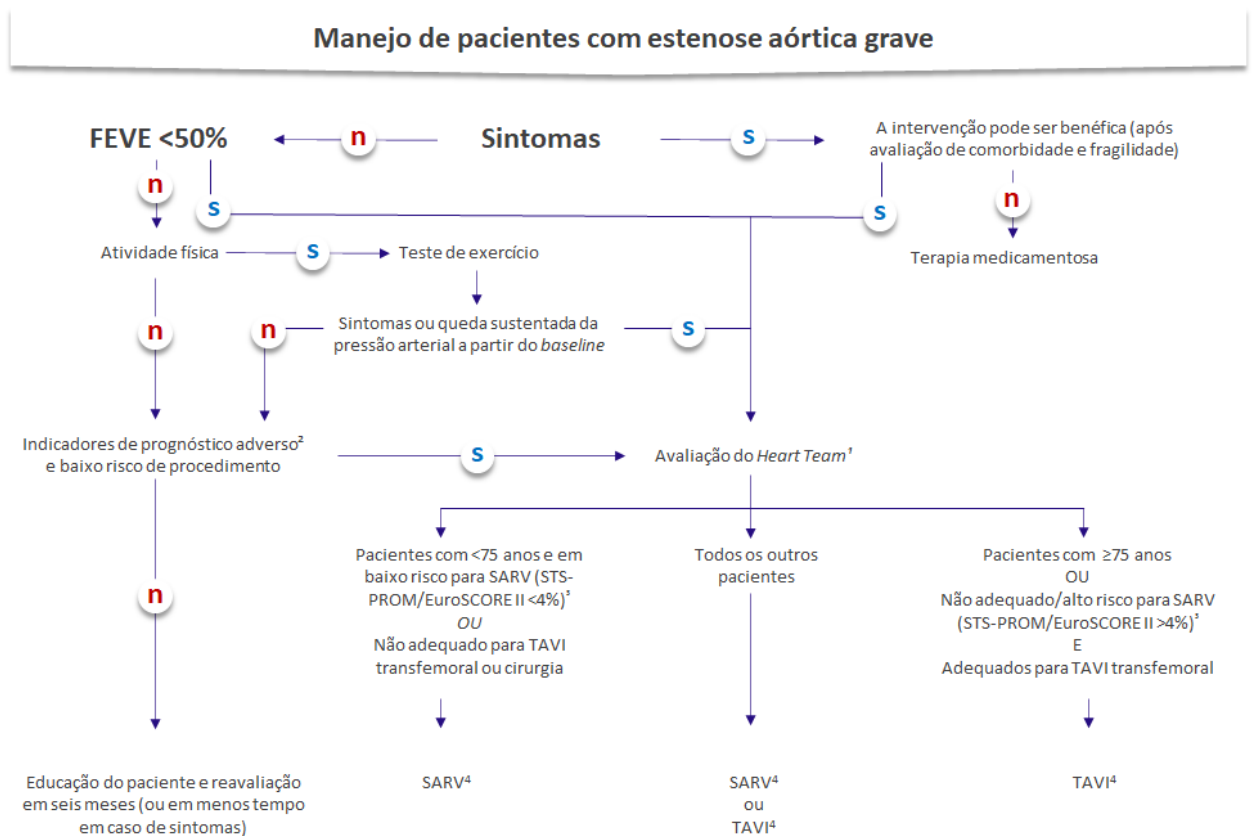 Manejo de pacientes com estenose aórtica grave
FEVE <50%
n
Sintomas
s
A intervenção pode ser benéfica (após
avaliação de comorbidade e fragilidade)
n
s
s
n
Atividade física
s
Teste de exercício
Terapia medicamentosa
n
n
Sintomas ou queda sustentada da
pressão arterial a partir do baseline
s
Indicadores de prognóstico adverso²
e baixo risco de procedimento
s
Avaliação do Heart Team¹
n
Pacientes com <75 anos e em
baixo risco para SARV (STS-
PROM/EuroSCORE II <4%)³
OU
Não adequado para TAVI
transfemoral ou cirurgia
Todos os outros
pacientes
Pacientes com ≥75 anos
OU
Não adequado/alto risco para SARV
(STS-PROM/EuroSCORE II >4%)³
E
Adequados para TAVI transfemoral
Educação do paciente e reavaliação
em seis meses (ou em menos tempo
em caso de sintomas)
SARV⁴
SARV⁴
ou
TAVI⁴
TAVI⁴